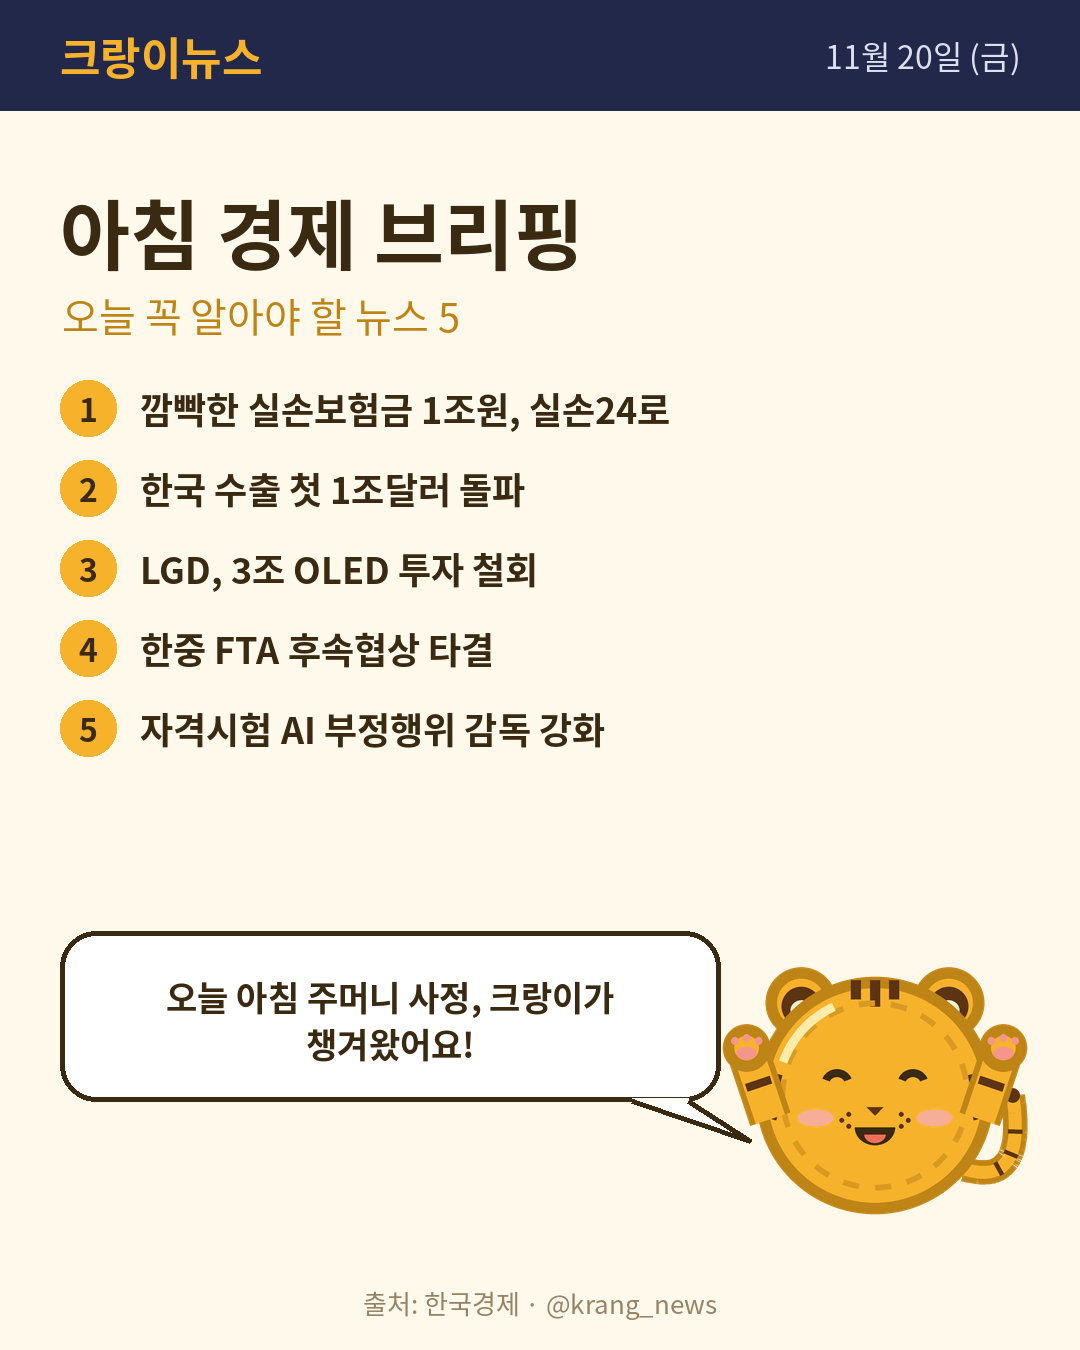 크랑이뉴스
11월 20일 (금)
아침 경제 브리핑
오늘 꼭 알아야 할 뉴스 5
1 깜빡한 실손보험금 1조원, 실손24로
2 한국 수출 첫 1조달러 돌파
3 LGD, 3조 OLED 투자 철회
4 한중 FTA 후속협상 타결
5 자격시험 AI 부정행위 감독 강화
오늘 아침 주머니 사정, 크랑이가
챙겨왔어요!
출처: 한국경제 · @krang_news